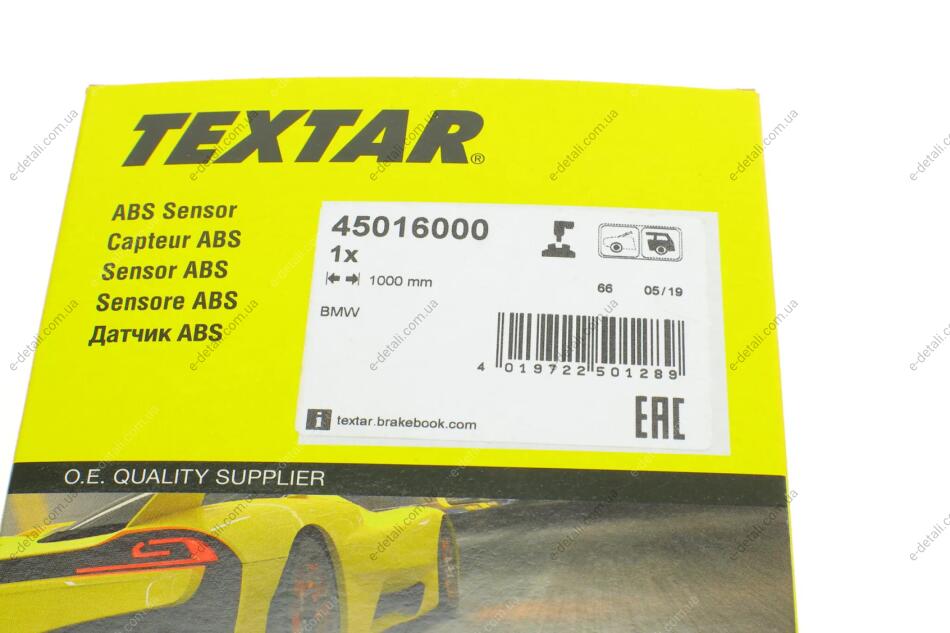 TEXTAR®
ABS Sensor
Capteur ABS
Sensor ABS
Sensore ABS
Датчик ABS
45016000
1x
1000 mm
66 05/19
BMW
4 019722 501289
i textar.brakebook.com
EAC
O.E. QUALITY SUPPLIER
e-detali.com.ua